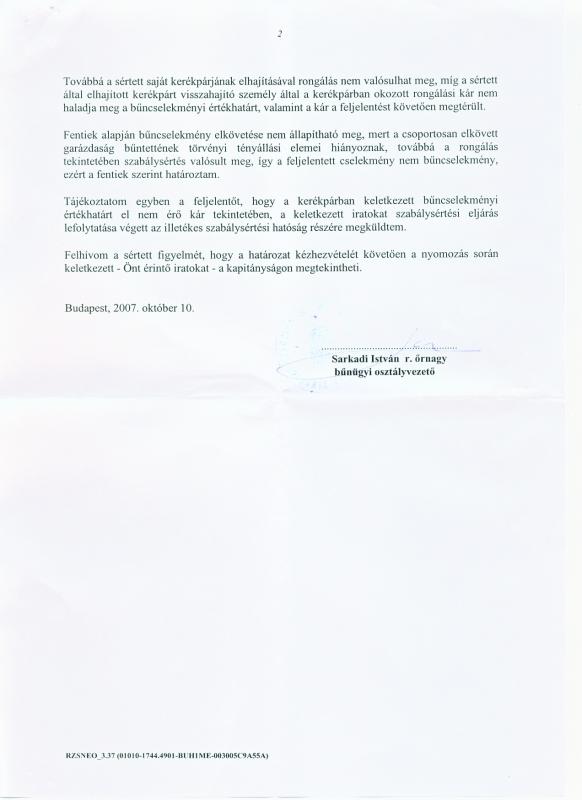 2
Továbbá a sértett saját kerékpárjának elhajításával rongálás nem valósulhat meg, míg a sértett
által elhajított kerékpárt visszahajító személy által a kerékpárban okozott rongálási kár nem
haladja meg a bűncselekményi értékhatárt, valamint a kár a feljelentést követően megtérült.
Fentiek alapján bűncselekmény elkövetése nem állapítható meg, mert a csoportosan elkövett
garázdaság bűntettének törvényi tényállási elemei hiányoznak, továbbá a rongálás
tekintetében szabálysértés valósult meg, így a feljelentett cselekmény nem bűncselekmény,
ezért a fentiek szerint határoztam.
Tájékoztatom egyben a feljelentőt, hogy a kerékpárban keletkezett bűncselekményi
értékhatárt el nem érő kár tekintetében, a keletkezett iratokat szabálysértési eljárás
lefolytatása végett az illetékes szabálysértési hatóság részére megküldtem.
Felhivom a sértett figyelmét, hogy a határozat kézhezvételét követően a nyomozás során
keletkezett - Önt érintő iratokat - a kapitányságon megtekintheti.
Budapest, 2007. október 10.
Sarkadi István r. őrnagy
bűnügyi osztályvezető
RZSNEO_3.37 (01010-1744.4901-BUH1ME-003005C9A55A)